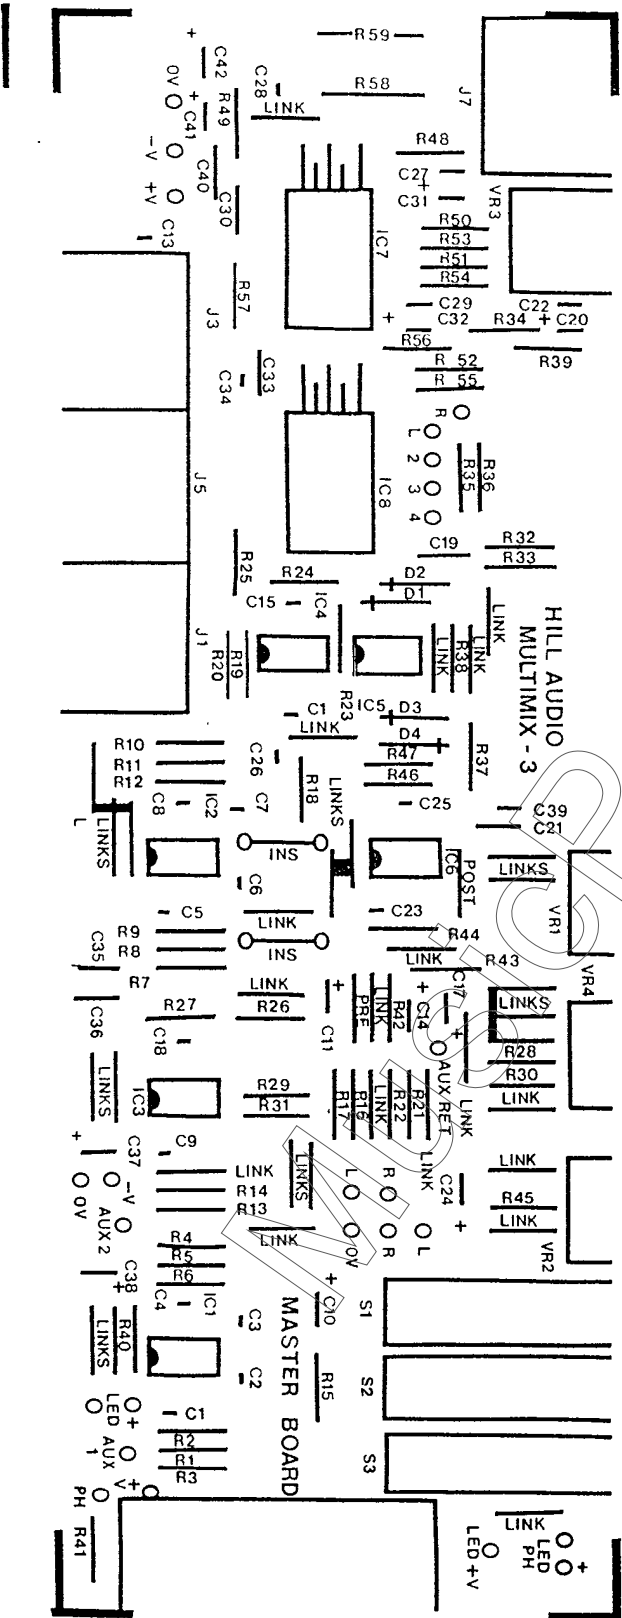 R59
+
C42
0V
C28
R58
J7
+
C41
R49
LINK
-V
R48
C40
C27
+V
C30
+
C31
VR3
R50
C13
R53
IC7
R51
R54
R57
J3
C29
C22
+
C32
R34
+
C20
R56
R39
C33
R 52
C34
R 55
R
L
2
3
4
R35
R36
J5
IC8
C19
R32
R33
R25
R24
D2
D1
C15
IC4
LINK
J1
R20
R19
LINK
R38
LINK
HILL AUDIO
MULTIMIX - 3
R23
IC5
C1
D3
LINK
R10
D4
R37
R11
C26
R47
R12
R18
R46
LINKS
C8
IC2
C7
C25
C39
C21
L
LINKS
INS
IC6
POST
LINKS
C6
VR1
C5
LINK
C23
R9
R44
C35
R8
INS
LINK
R43
R7
LINK
+
+
C17
VR4
R27
R26
PRE
LINK
R42
C14
LINKS
C36
C11
+
C18
AUX RET
R28
LINKS
IC3
R29
R17
R16
LINK
R22
R21
LINK
R30
R31
LINK
+
C37
C9
LINK
LINKS
L
R
LINK
C24
LINK
-V
R14
0V
R13
R45
AUX2
LINK
0V
R
L
+
LINK
VR2
R4
R5
C38
R6
+
+
C10
S1
C4
IC1
C3
MASTER BOARD
LINKS
R40
C2
R15
S2
LED
+
C1
R2
AUX
1
R1
S3
R3
+
V
PH
R41
LINK
LED
PH
+
LED +V
MUSICP